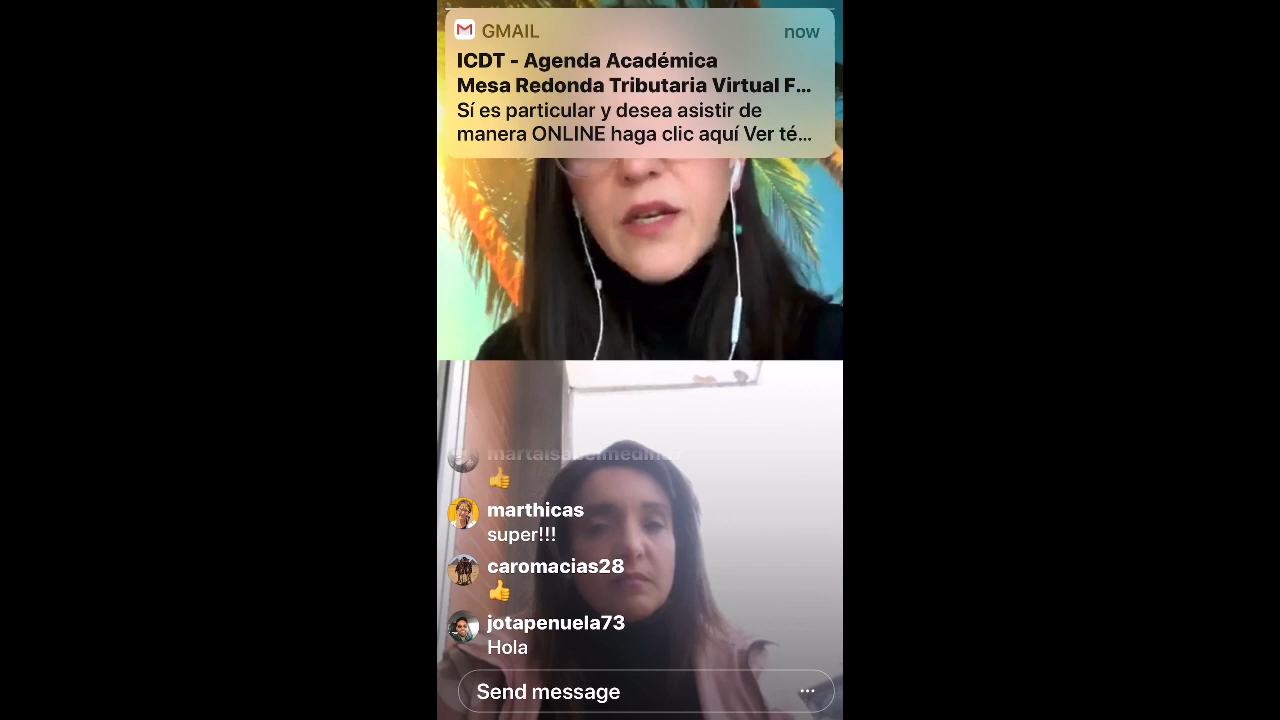 GMAIL
now
ICDT - Agenda Académica
Mesa Redonda Tributaria Virtual F...
Sí es particular y desea asistir de
manera ONLINE haga clic aquí Ver té...
martaisabelmedina7
marthicas
super!!!
caromacias28
jotapenuela73
Hola
Send message